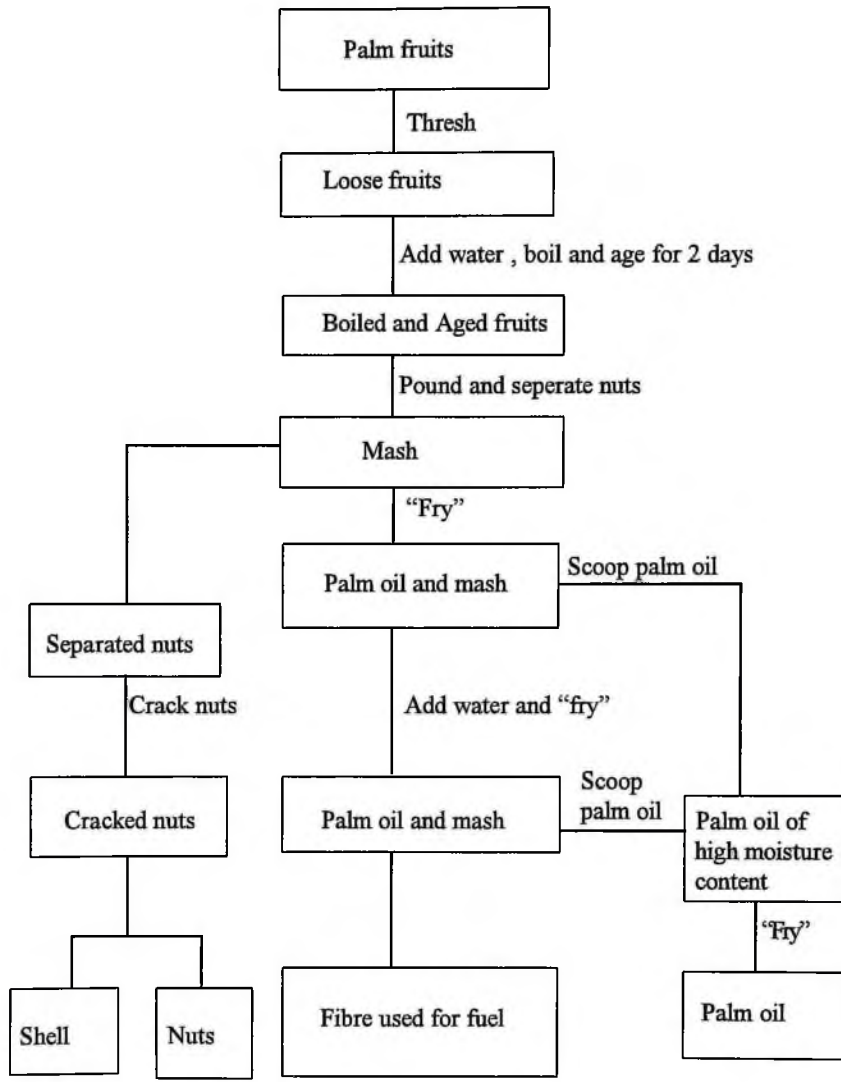 Palm fruits
Thresh
Loose fruits
Add water , boil and age for 2 days
Boiled and Aged fruits
Pound and seperate nuts
Mash
“Fry”
Palm oil and mash
Scoop palm oil
Separated nuts
Crack nuts
Add water and “fry”
Cracked nuts
Palm oil and mash
Scoop
palm oil
Palm oil of
high moisture
content
“Fry”
Shell
Nuts
Fibre used for fuel
Palm oil